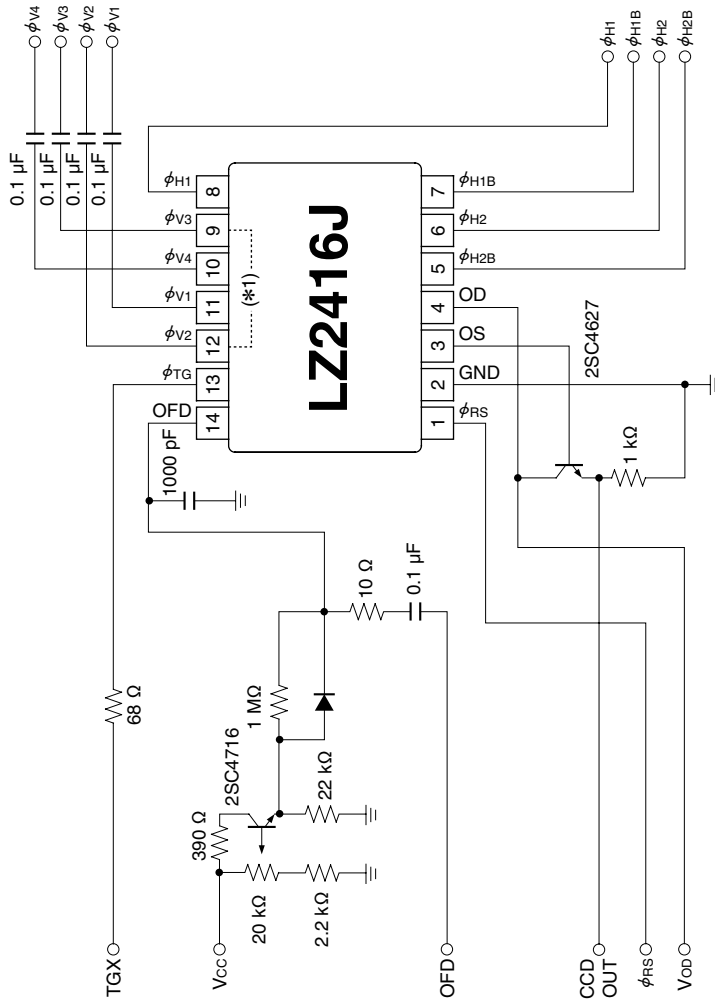 φV4
φV3
φV2
φV1
0.1 µF
0.1 µF
0.1 µF
0.1 µF
φH1
φH1B
φH2
φH2B
φH1
φV3
φV4
φV1
φV2
φTG
OFD
8
9
10
11
12
13
14
(*1)
LZ2416J
7
6
5
4
3
2
1
φH1B
φH2
φH2B
OD
OS
GND
φRS
1000 pF
2SC4627
1 kΩ
10 Ω
0.1 µF
68 Ω
1 MΩ
2SC4716
22 kΩ
390 Ω
20 kΩ
2.2 kΩ
TGX
VCC
OFD
CCD
OUT
φRS
VOD